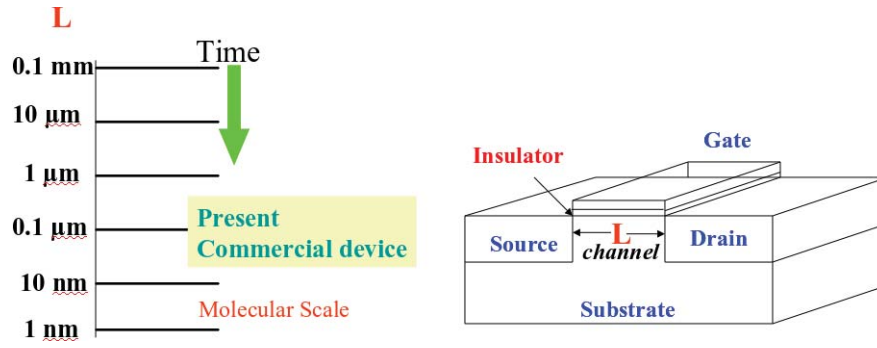 L
Time
0.1 mm
10 µm
1 µm
0.1 µm
10 nm
1 nm
Present
Commercial device
Molecular Scale
Gate
Insulator
Source
L
channel
Drain
Substrate